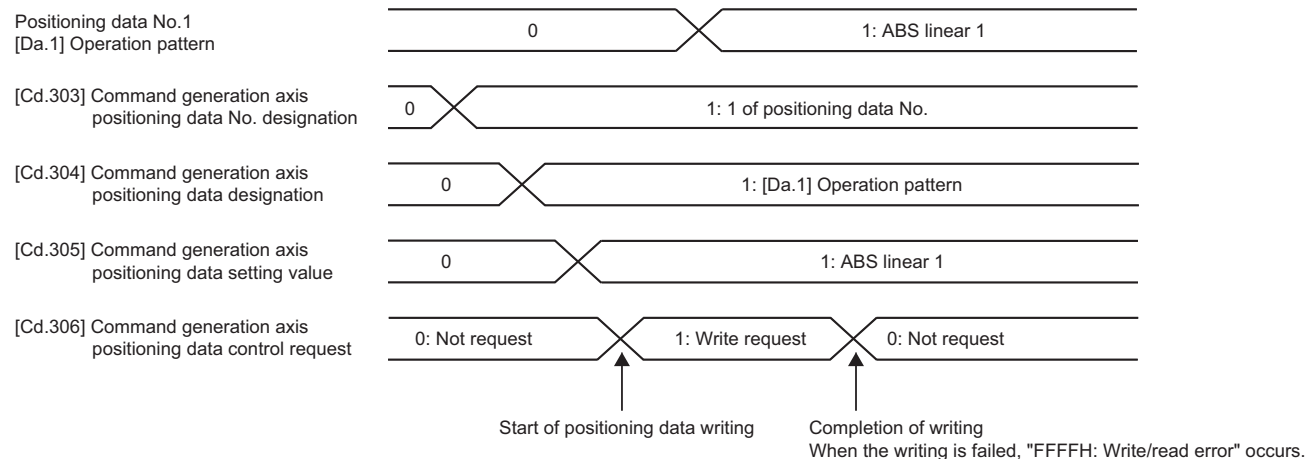 Positioning data No.1
[Da.1] Operation pattern
0
1: ABS linear 1
[Cd.303] Command generation axis
positioning data No. designation
0
1: 1 of positioning data No.
[Cd.304] Command generation axis
positioning data designation
0
1: [Da.1] Operation pattern
[Cd.305] Command generation axis
positioning data setting value
0
1: ABS linear 1
[Cd.306] Command generation axis
positioning data control request
0: Not request
1: Write request
0: Not request
Start of positioning data writing
Completion of writing
When the writing is failed, "FFFFH: Write/read error" occurs.